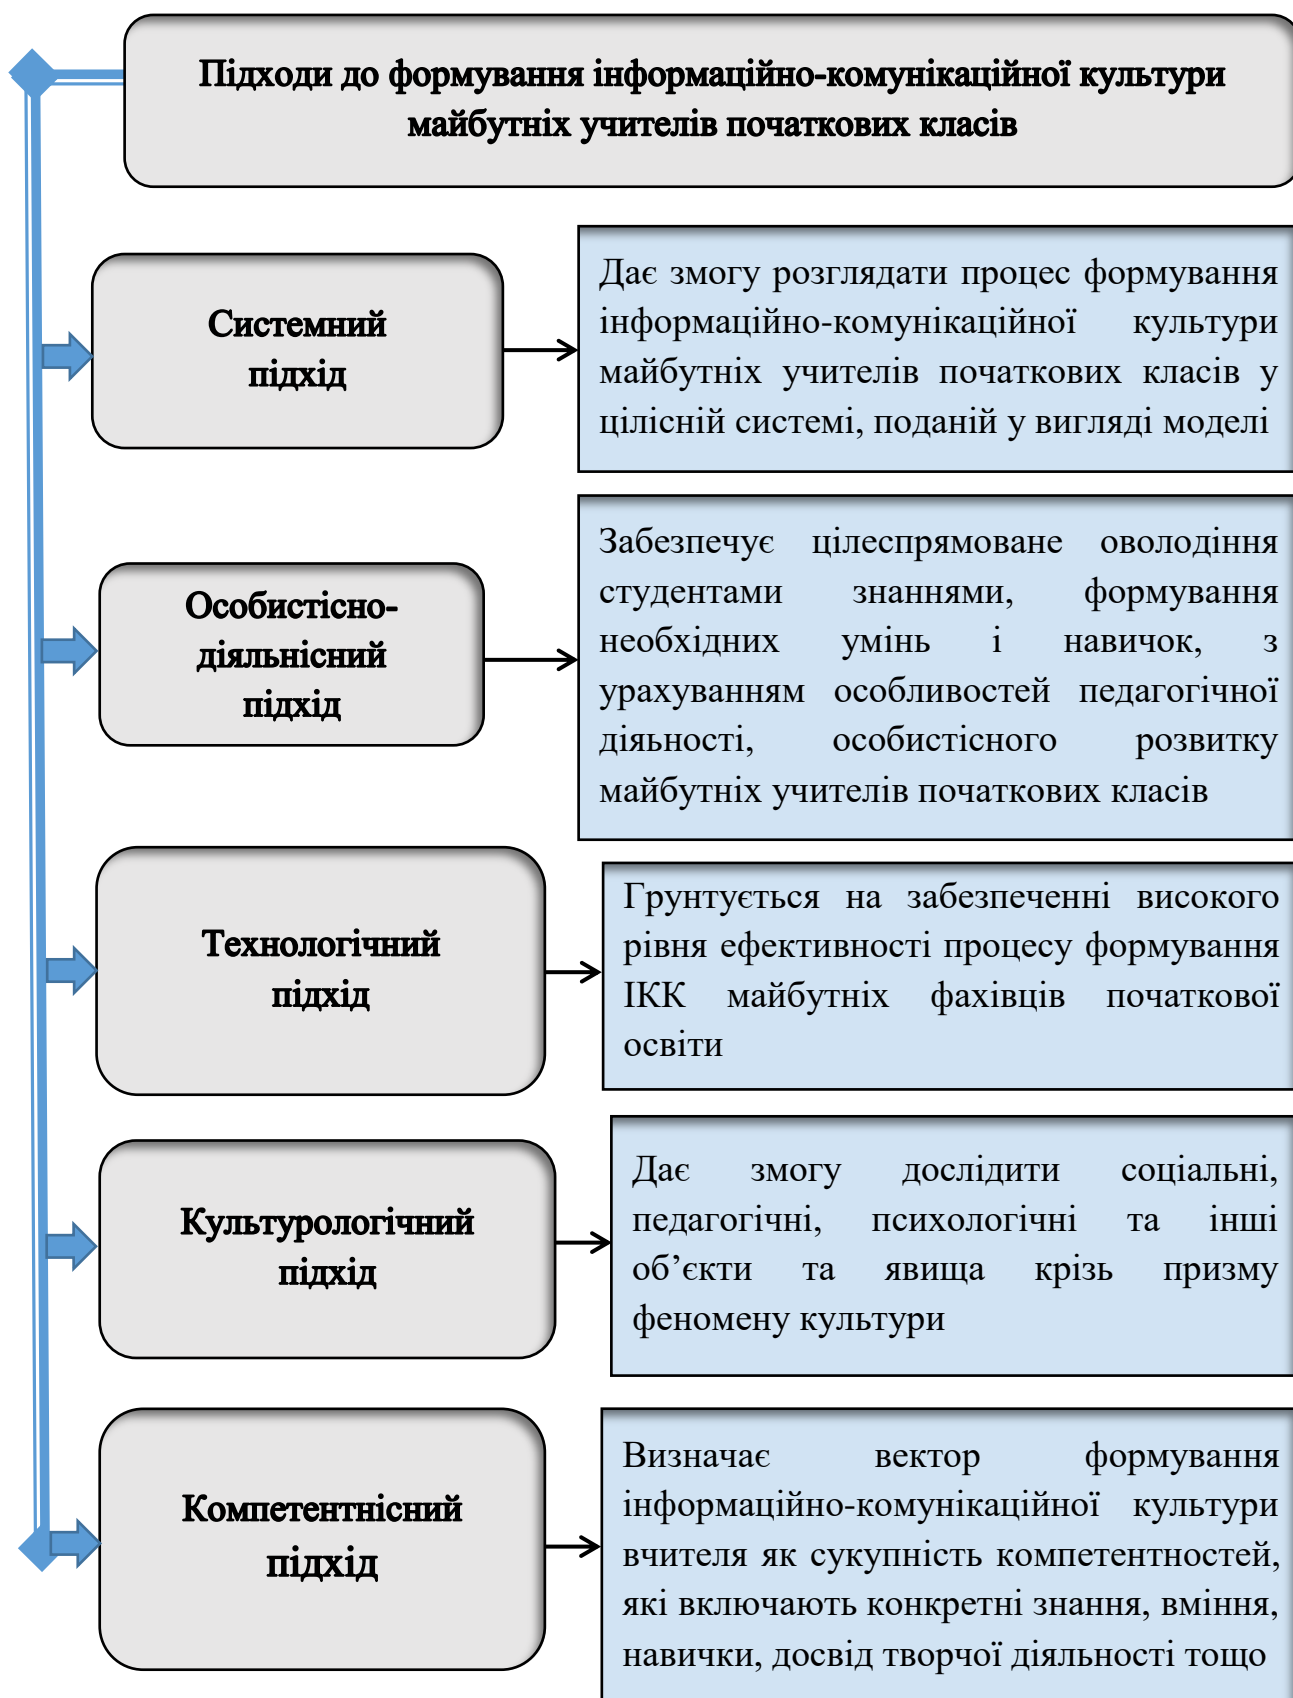 Підходи до формування інформаційно-комунікаційної культури
майбутніх учителів початкових класів
Системний
підхід
Дає змогу розглядати процес формування
інформаційно-комунікаційної культури
майбутніх учителів початкових класів у
цілісній системі, поданій у вигляді моделі
Особистісно-
діяльнісний
підхід
Забезпечує цілеспрямоване оволодіння
студентами знаннями, формування
необхідних умінь і навичок, з
урахуванням особливостей педагогічної
діяьності, особистісного розвитку
майбутніх учителів початкових класів
Технологічний
підхід
Грунтується на забезпеченні високого
рівня ефективності процесу формування
ІКК майбутніх фахівців початкової
освіти
Культурологічний
підхід
Дає змогу дослідити соціальні,
педагогічні, психологічні та інші
об’єкти та явища крізь призму
феномену культури
Компетентнісний
підхід
Визначає вектор формування
інформаційно-комунікаційної культури
вчителя як сукупність компетентностей,
які включають конкретні знання, вміння,
навички, досвід творчої діяльності тощо